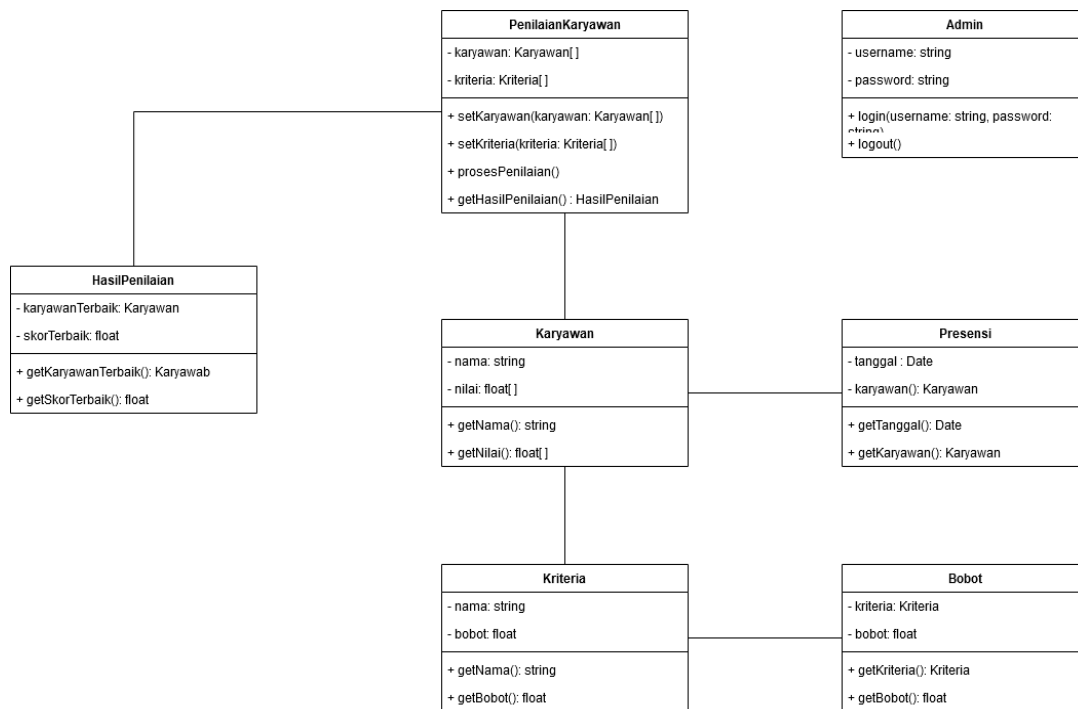 PenilaianKaryawan
- karyawan: Karyawan[ ]
- kriteria: Kriteria[ ]
+ setKaryawan(karyawan: Karyawan[ ])
+ setKriteria(kriteria: Kriteria[ ])
+ prosesPenilaian()
+ getHasilPenilaian() : HasilPenilaian
Admin
- username: string
- password: string
+ login(username: string, password:
string)
+ logout()
HasilPenilaian
- karyawanTerbaik: Karyawan
- skorTerbaik: float
+ getKaryawanTerbaik(): Karyawab
+ getSkorTerbaik(): float
Karyawan
- nama: string
- nilai: float[ ]
+ getNama(): string
+ getNilai(): float[ ]
Presensi
- tanggal : Date
- karyawan(): Karyawan
+ getTanggal(): Date
+ getKaryawan(): Karyawan
Kriteria
- nama: string
- bobot: float
+ getNama(): string
+ getBobot(): float
Bobot
- kriteria: Kriteria
- bobot: float
+ getKriteria(): Kriteria
+ getBobot(): float